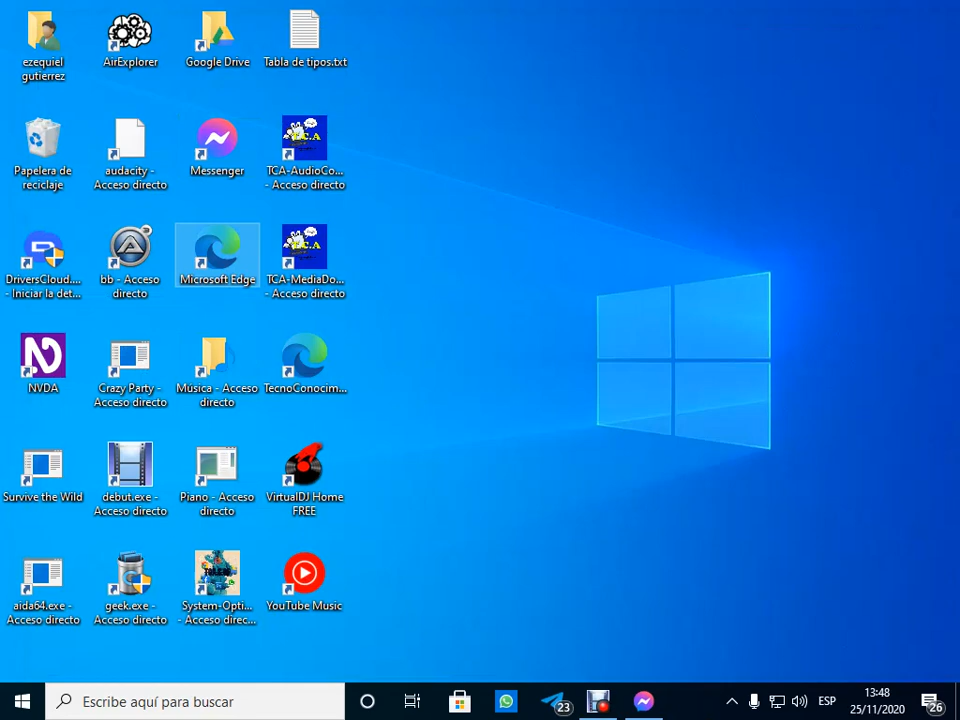 ezequiel
gutierrez
AirExplorer
Google Drive
Tabla de tipos.txt
Papelera de
reciclaje
audacity -
Acceso directo
Messenger
T.C.A
TCA-AudioCo...
- Acceso directo
DriversCloud....
- Iniciar la det...
bb - Acceso
directo
Microsoft Edge
T.C.A
TCA-MediaDo...
- Acceso directo
NVDA
Crazy Party -
Acceso directo
Música - Acceso
directo
TecnoConocim...
Survive the Wild
debut.exe -
Acceso directo
Piano - Acceso
directo
VirtualDJ Home
FREE
aida64.exe -
Acceso directo
geek.exe -
Acceso directo
System-Opti...
- Acceso direc...
YouTube Music
Escribe aquí para buscar
23
ESP
13:48
25/11/2020
26